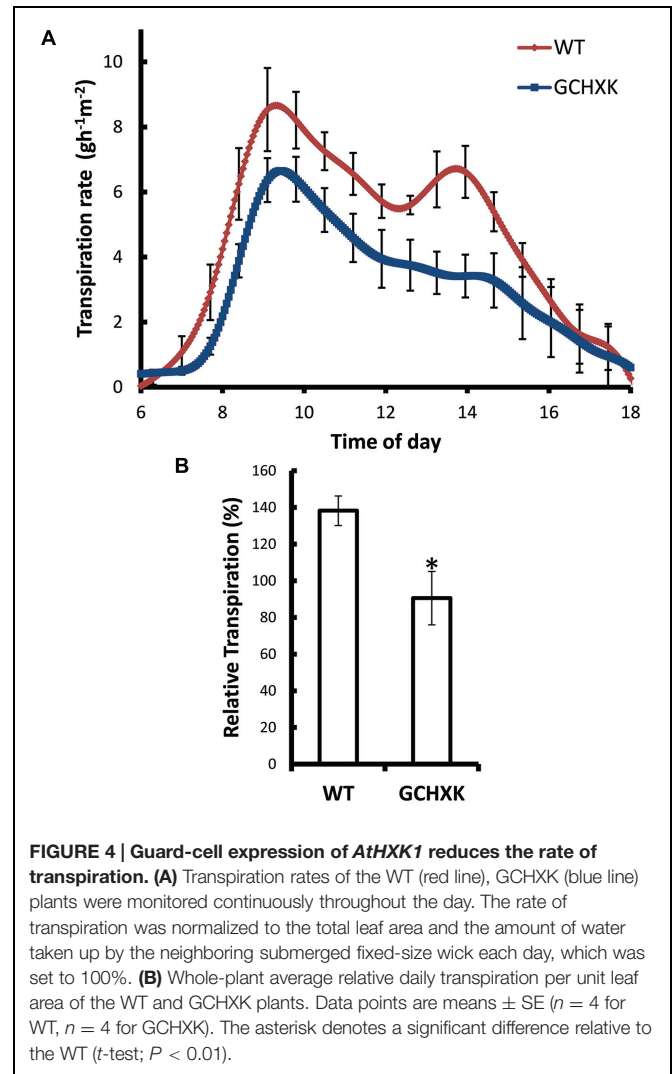 A
WT
GCHXK
Transpiration rate (gh⁻¹m⁻²)
10
8
6
4
2
0
6 8 10 12 14 16 18
Time of day
B
Relative Transpiration (%)
160
140
120
100
80
60
40
20
0
*
WT GCHXK
FIGURE 4 | Guard-cell expression of AtHXK1 reduces the rate of
transpiration. (A) Transpiration rates of the WT (red line), GCHXK (blue line)
plants were monitored continuously throughout the day. The rate of
transpiration was normalized to the total leaf area and the amount of water
taken up by the neighboring submerged fixed-size wick each day, which was
set to 100%. (B) Whole-plant average relative daily transpiration per unit leaf
area of the WT and GCHXK plants. Data points are means ± SE (n = 4 for
WT, n = 4 for GCHXK). The asterisk denotes a significant difference relative to
the WT (t-test; P < 0.01).